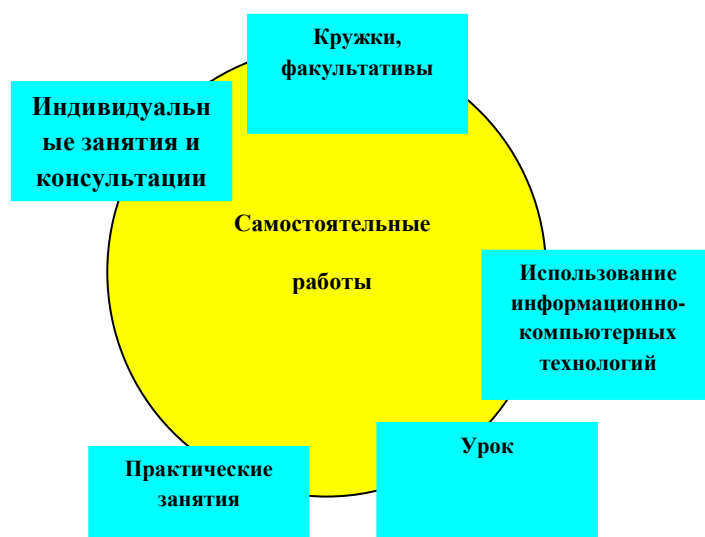 Кружки,
факультативы
Индивидуальн
ые занятия и
консультации
Самостоятельные
работы
Использование
информационно-
компьютерных
технологий
Урок
Практические
занятия